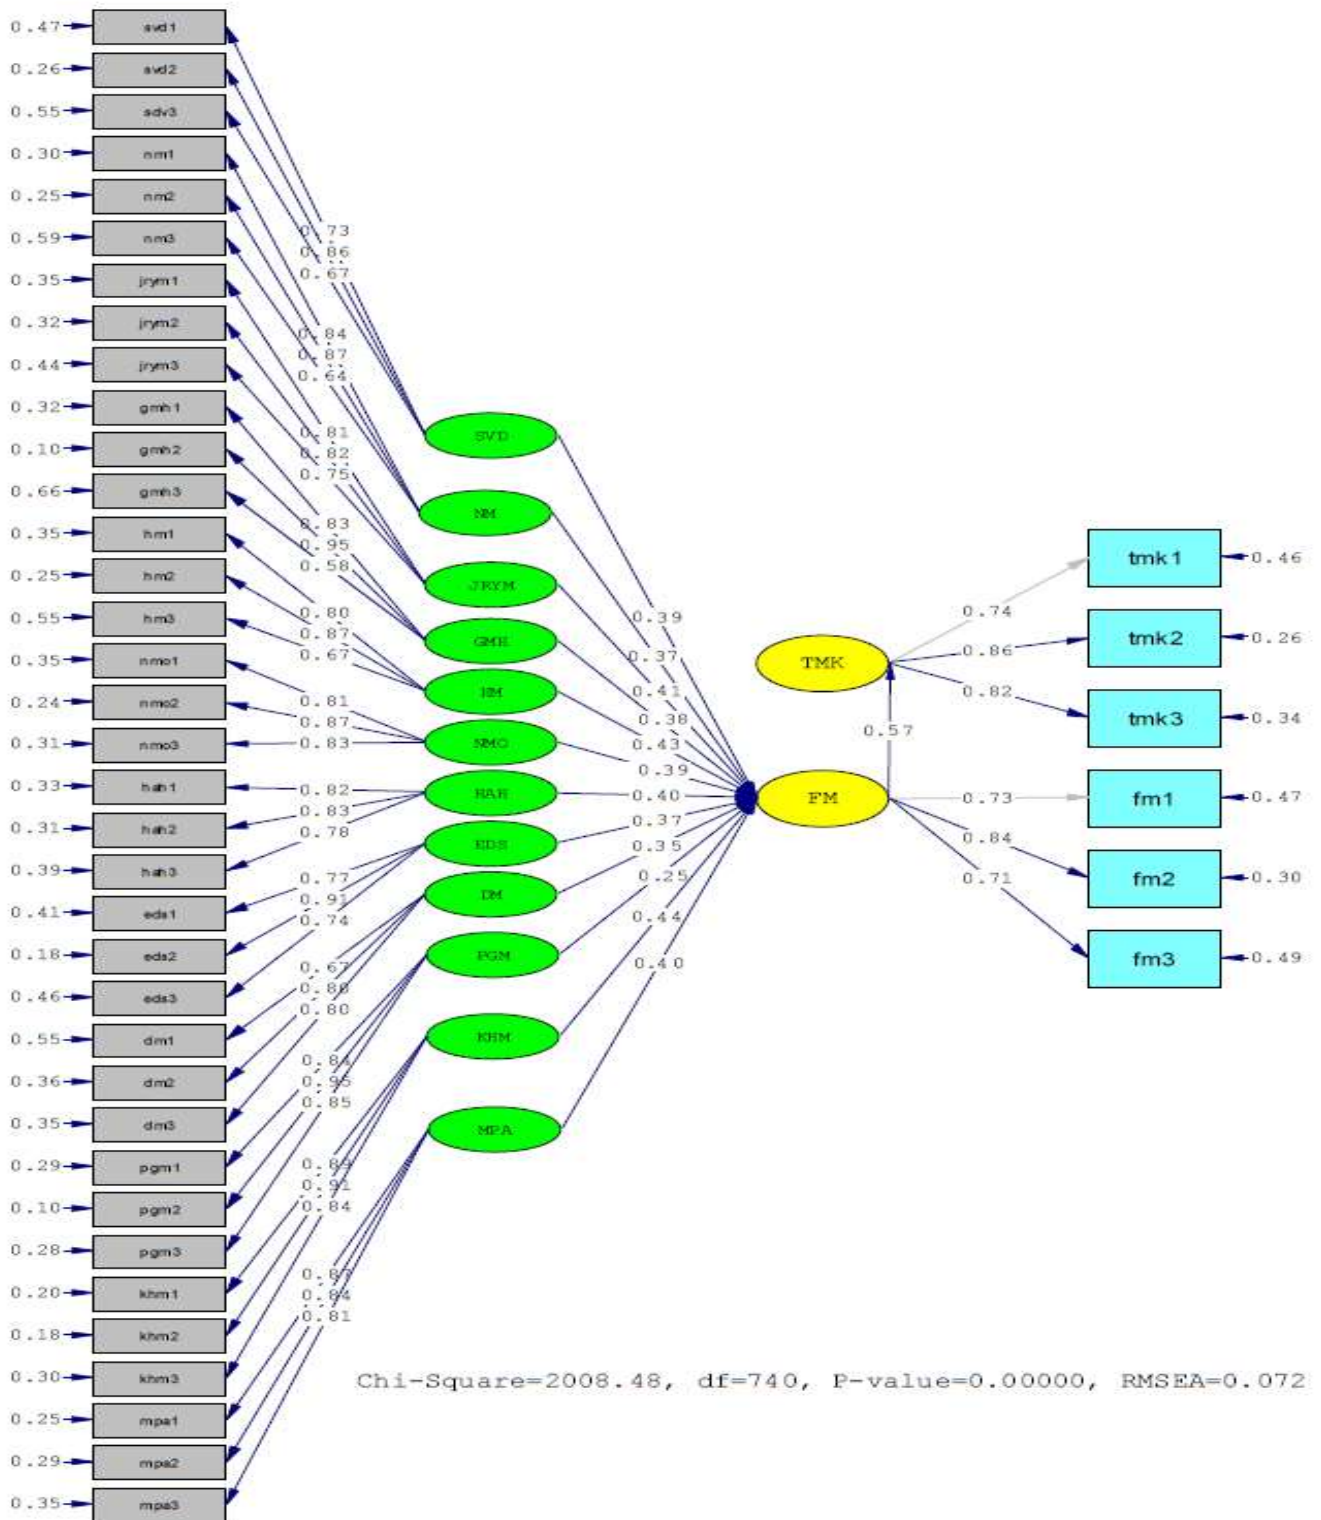 0.47 svd1
0.26 svd2
0.55 sdv3
0.30 nm1
0.25 nm2
0.59 nm3
0.35 jrym1
0.32 jrym2
0.44 jrym3
0.32 gmh1
0.10 gmh2
0.66 gmh3
0.35 hm1
0.25 hm2
0.55 hm3
0.35 nmo1
0.24 nmo2
0.31 nmo3
0.33 hah1
0.31 hah2
0.39 hah3
0.41 eds1
0.18 eds2
0.46 eds3
0.55 dm1
0.36 dm2
0.35 dm3
0.29 pgm1
0.10 pgm2
0.28 pgm3
0.20 khm1
0.18 khm2
0.30 khm3
0.25 mpa1
0.29 mpa2
0.35 mpa3
0.73
0.86
0.67
0.84
0.87
0.64
0.81
0.82
0.75
0.83
0.95
0.58
0.80
0.87
0.67
0.81
0.87
0.83
0.82
0.83
0.78
0.77
0.91
0.74
0.67
0.80
0.80
0.84
0.95
0.85
0.89
0.91
0.84
0.87
0.84
0.81
SVD
NM
JRYM
GMH
HM
NMO
HAH
EDS
DM
PGM
KHM
MPA
0.39
0.37
0.41
0.38
0.43
0.39
0.40
0.37
0.35
0.25
0.44
0.40
TMK
0.57
FM
0.74
0.86
0.82
0.73
0.84
0.71
tmk1 0.46
tmk2 0.26
tmk3 0.34
fm1 0.47
fm2 0.30
fm3 0.49
Chi-Square=2008.48, df=740, P-value=0.00000, RMSEA=0.072